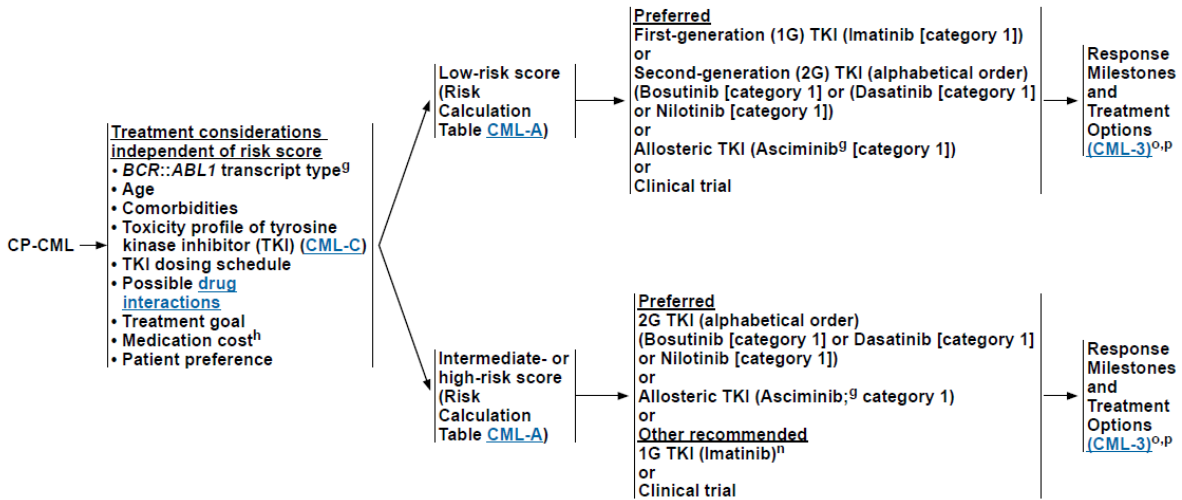 CP-CML
Treatment considerations
independent of risk score
• BCR::ABL1 transcript typeg
• Age
• Comorbidities
• Toxicity profile of tyrosine
kinase inhibitor (TKI) (CML-C)
• TKI dosing schedule
• Possible drug
interactions
• Treatment goal
• Medication costh
• Patient preference
Low-risk score
(Risk
Calculation
Table CML-A)
Preferred
First-generation (1G) TKI (Imatinib [category 1])
or
Second-generation (2G) TKI (alphabetical order)
(Bosutinib [category 1] or (Dasatinib [category 1]
or Nilotinib [category 1])
or
Allosteric TKI (Asciminibg [category 1])
or
Clinical trial
Response
Milestones
and
Treatment
Options
(CML-3)o,p
Intermediate- or
high-risk score
(Risk
Calculation
Table CML-A)
Preferred
2G TKI (alphabetical order)
(Bosutinib [category 1] or Dasatinib [category 1]
or Nilotinib [category 1])
or
Allosteric TKI (Asciminib;g category 1)
or
Other recommended
1G TKI (Imatinib)n
or
Clinical trial
Response
Milestones
and
Treatment
Options
(CML-3)o,p